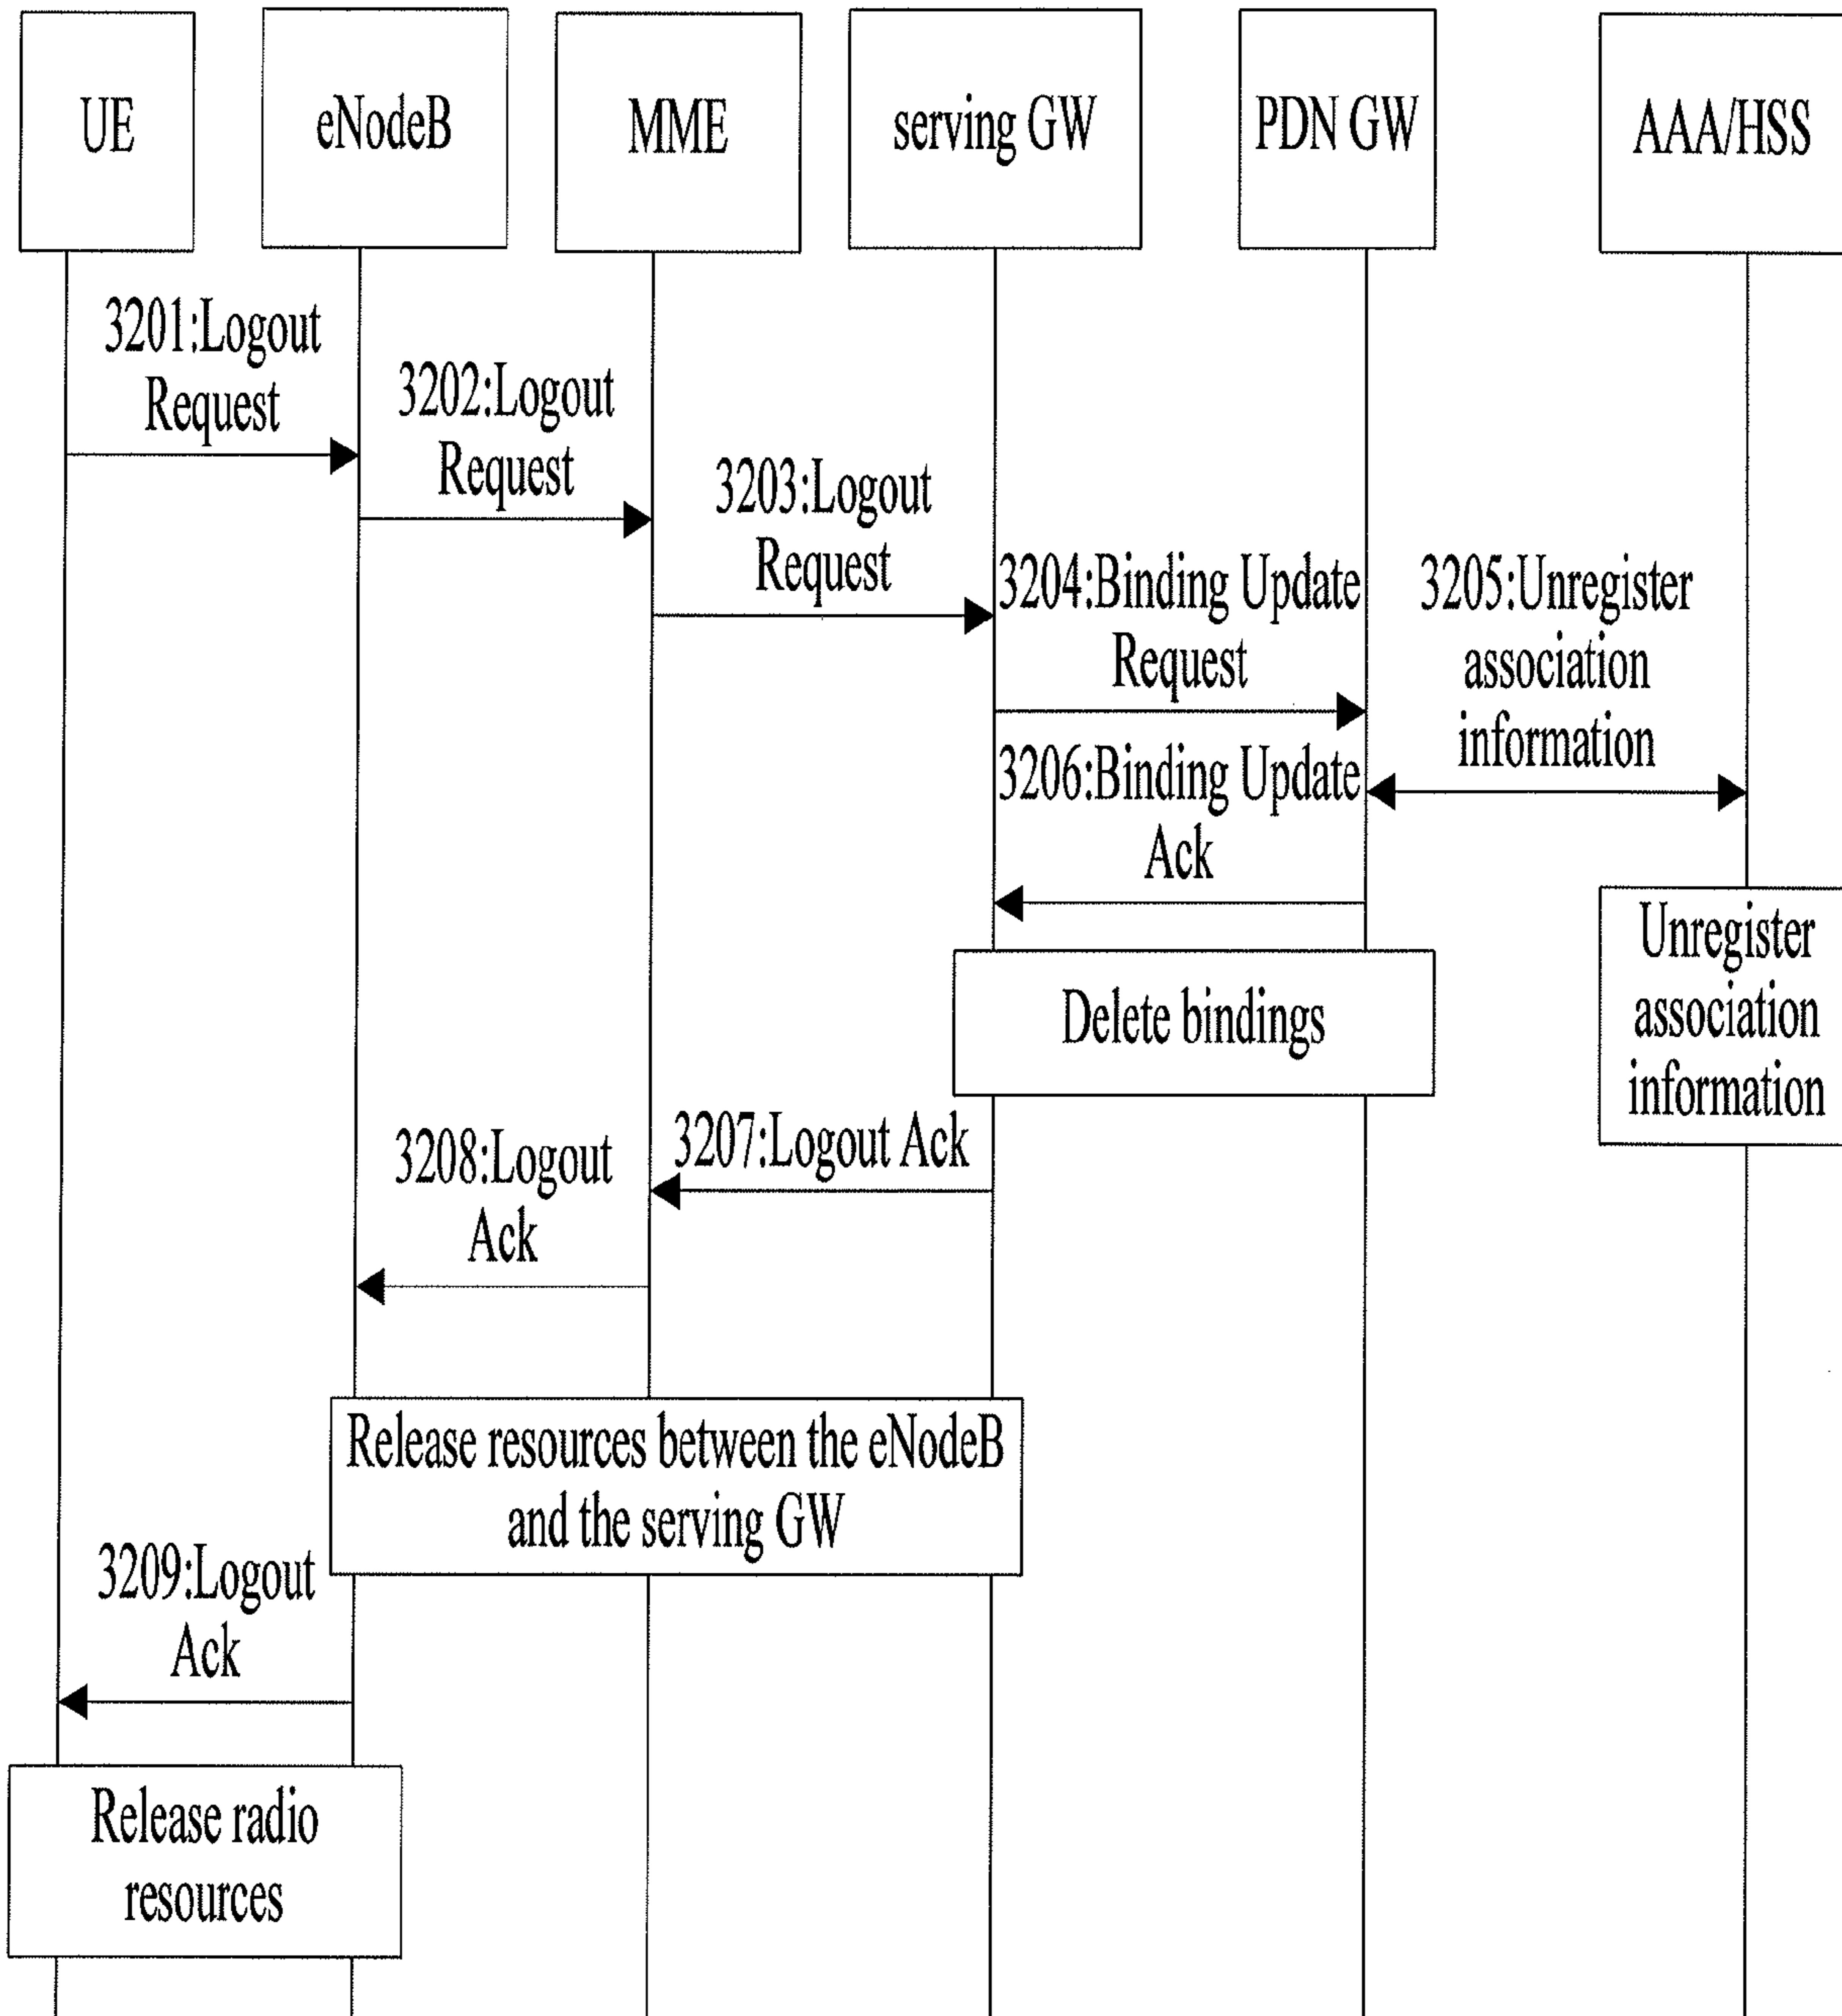 UE
eNodeB
MME
serving GW
PDN GW
AAA/HSS
3201:Logout
Request
3202:Logout
Request
3203:Logout
Request
3204:Binding Update
Request
3205:Unregister
association
information
3206:Binding Update
Ack
Delete bindings
Unregister
association
information
3207:Logout Ack
3208:Logout
Ack
Release resources between the eNodeB
and the serving GW
3209:Logout
Ack
Release radio
resources